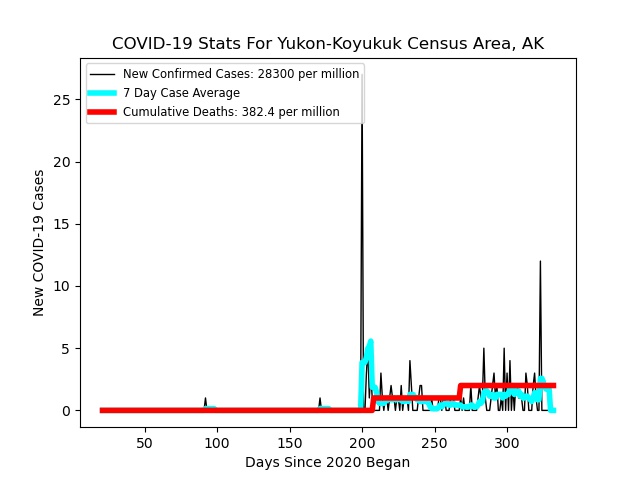 COVID-19 Stats For Yukon-Koyukuk Census Area, AK
New Confirmed Cases: 28300 per million
7 Day Case Average
Cumulative Deaths: 382.4 per million
New COVID-19 Cases
25
20
15
10
5
0
50 100 150 200 250 300
Days Since 2020 Began